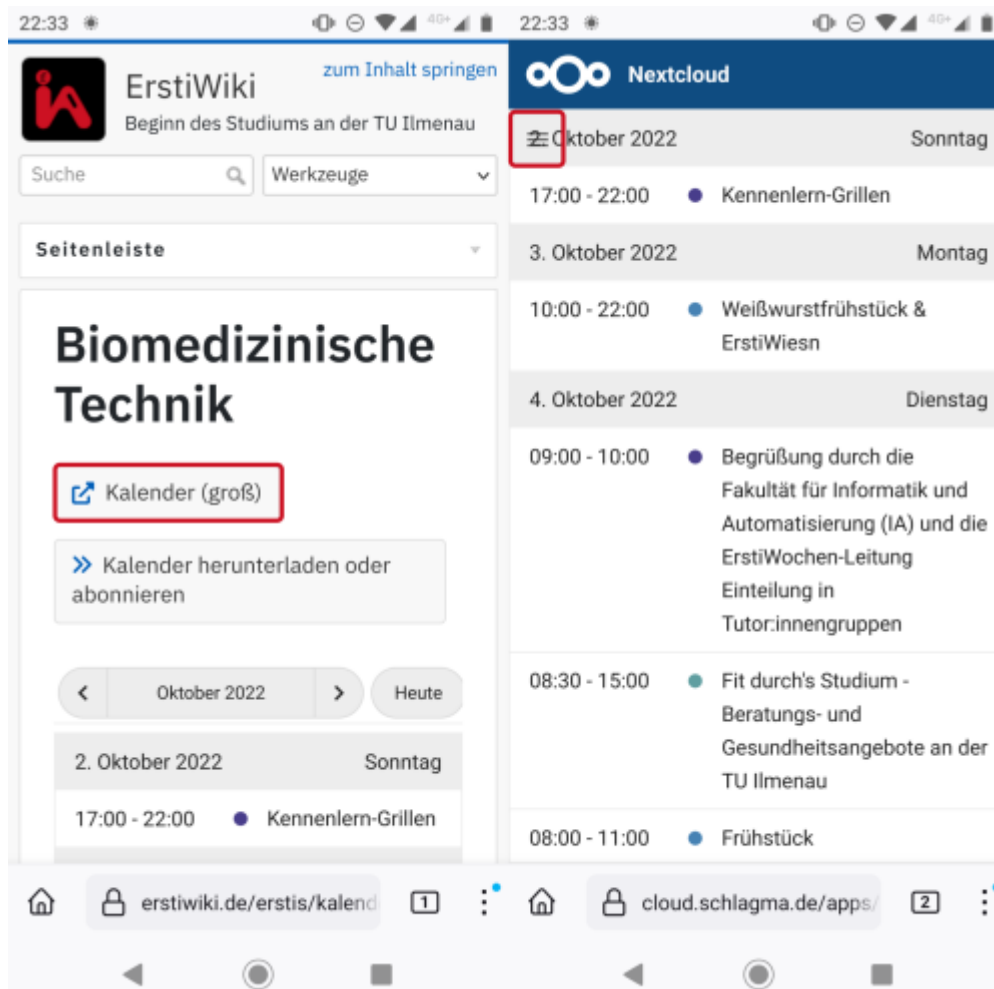 22:33
40+
zum Inhalt springen
ErstiWiki
Beginn des Studiums an der TU Ilmenau
Suche
Werkzeuge
Seitenleiste
Biomedizinische
Technik
Kalender (groß)
Kalender herunterladen oder
abonnieren
Oktober 2022
Heute
2. Oktober 2022 Sonntag
17:00 - 22:00 Kennenlern-Grillen
erstiwiki.de/erstis/kalend
1
22:33
40+
Nextcloud
2. Oktober 2022 Sonntag
17:00 - 22:00 Kennenlern-Grillen
3. Oktober 2022 Montag
10:00 - 22:00 Weißwurstfrühstück &
ErstiWiesn
4. Oktober 2022 Dienstag
09:00 - 10:00 Begrüßung durch die
Fakultät für Informatik und
Automatisierung (IA) und die
ErstiWochen-Leitung
Einteilung in
Tutor:innengruppen
08:30 - 15:00 Fit durch's Studium -
Beratungs- und
Gesundheitsangebote an der
TU Ilmenau
08:00 - 11:00 Frühstück
cloud.schlagma.de/apps/
2